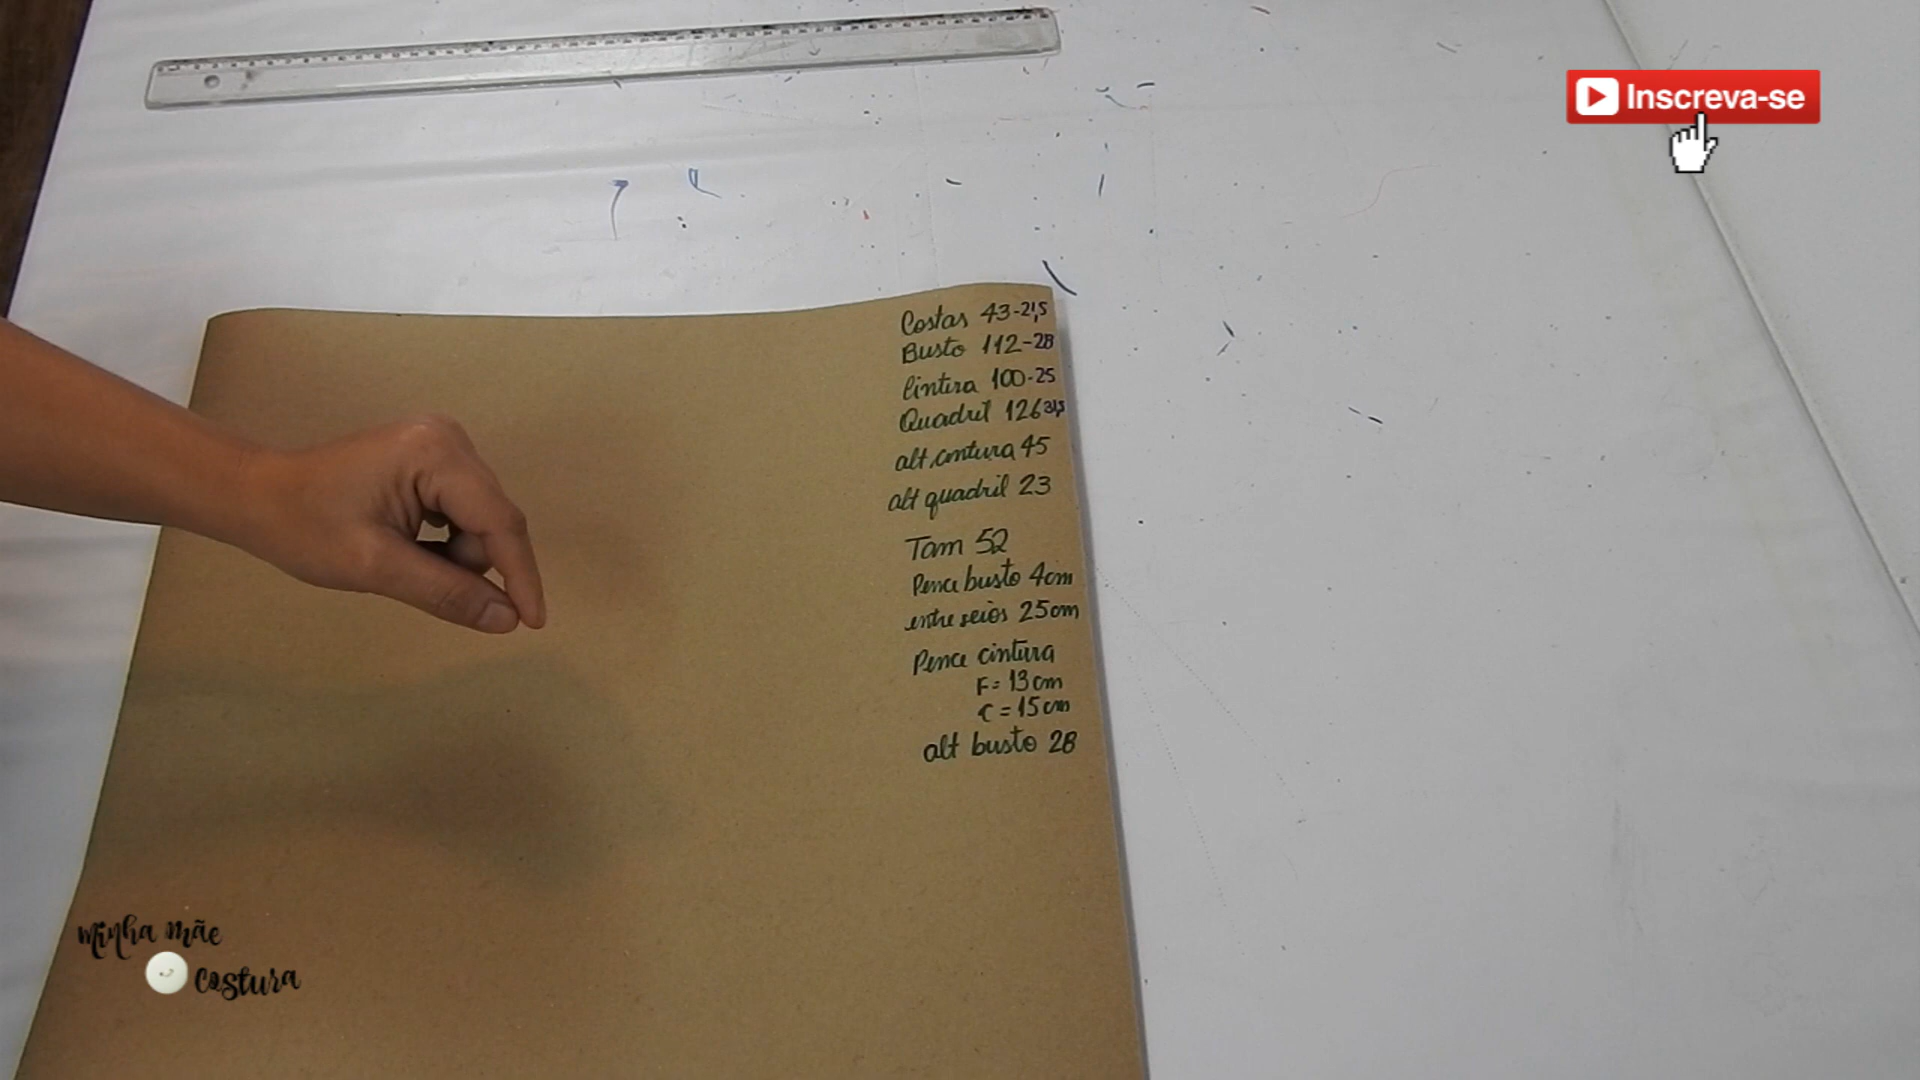 Inscreva-se
Costas 43-21,5
Busto 112-28
Cintura 100-25
Quadril 126 31,5
alt cintura 45
alt quadril 23
Tam 52
Pence busto 4cm
entre seios 25cm
Pence cintura
F= 13cm
C = 15cm
alt busto 28
minha mãe
costura